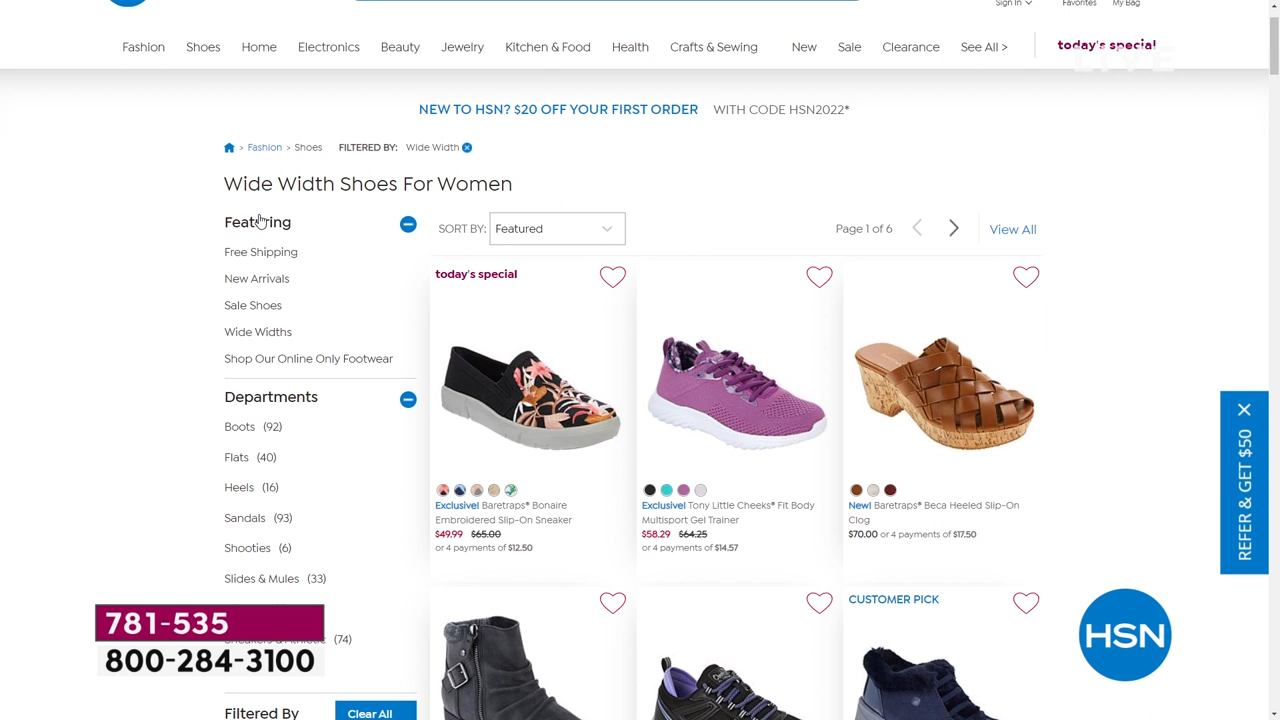 Sign In
Favorites
My Bag
Fashion
Shoes
Home
Electronics
Beauty
Jewelry
Kitchen & Food
Health
Crafts & Sewing
New
Sale
Clearance
See All >
today's special
LIVE
NEW TO HSN? $20 OFF YOUR FIRST ORDER WITH CODE HSN2022*
> Fashion > Shoes FILTERED BY: Wide Width
Wide Width Shoes For Women
Featuring
Free Shipping
New Arrivals
Sale Shoes
Wide Widths
Shop Our Online Only Footwear
Departments
Boots (92)
Flats (40)
Heels (16)
Sandals (93)
Shooties (6)
Slides & Mules (33)
(74)
781-535
800-284-3100
Filtered By
Clear All
SORT BY: Featured
Page 1 of 6
View All
today's special
Exclusive! Baretraps® Bonaire
Embroidered Slip-On Sneaker
$49.99 $65.00
or 4 payments of $12.50
Exclusive! Tony Little Cheeks® Fit Body
Multisport Gel Trainer
$58.29 $64.25
or 4 payments of $14.57
New! Baretraps® Beca Heeled Slip-On
Clog
$70.00 or 4 payments of $17.50
CUSTOMER PICK
REFER & GET $50
HSN